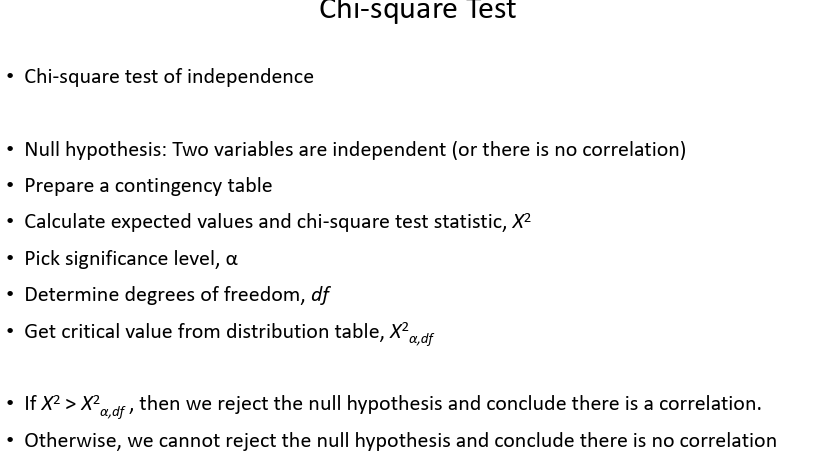 Chi-square Test
• Chi-square test of independence
• Null hypothesis: Two variables are independent (or there is no correlation)
• Prepare a contingency table
• Calculate expected values and chi-square test statistic, X²
• Pick significance level, α
• Determine degrees of freedom, df
• Get critical value from distribution table, X²α,df
• If X² > X²α,df , then we reject the null hypothesis and conclude there is a correlation.
• Otherwise, we cannot reject the null hypothesis and conclude there is no correlation